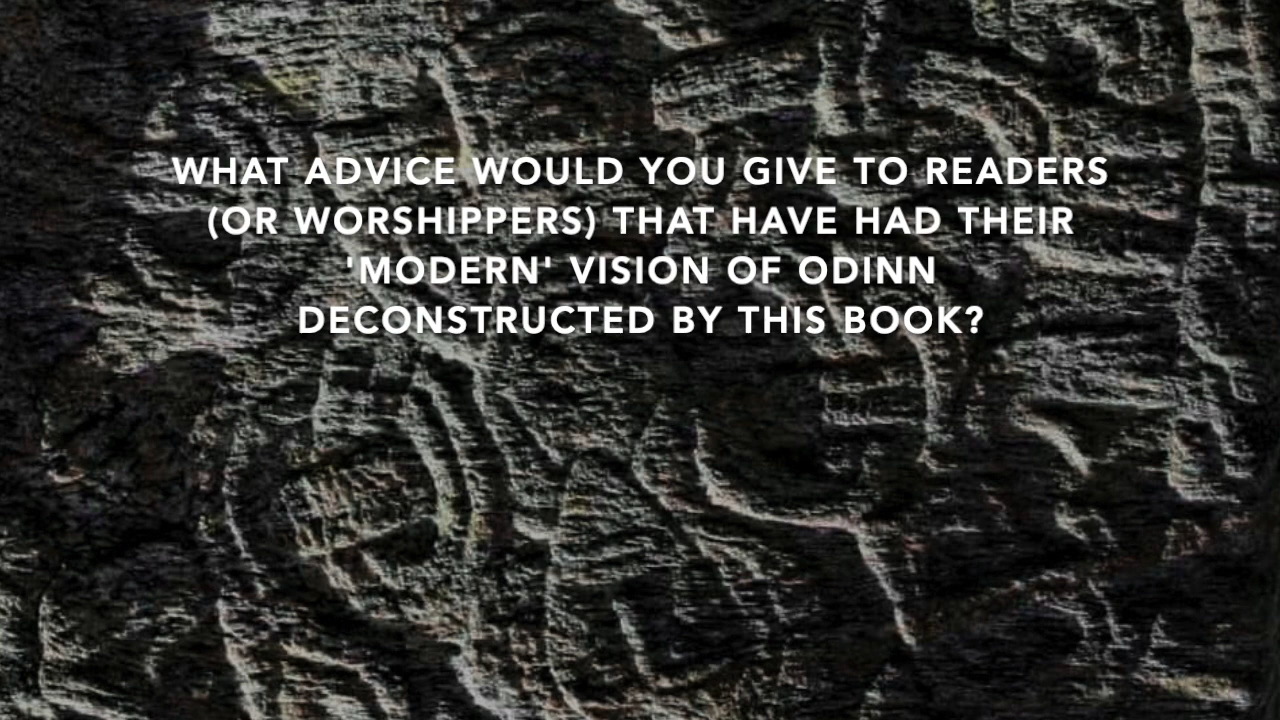 WHAT ADVICE WOULD YOU GIVE TO READERS
(OR WORSHIPPERS) THAT HAVE HAD THEIR
'MODERN' VISION OF ODINN
DECONSTRUCTED BY THIS BOOK?